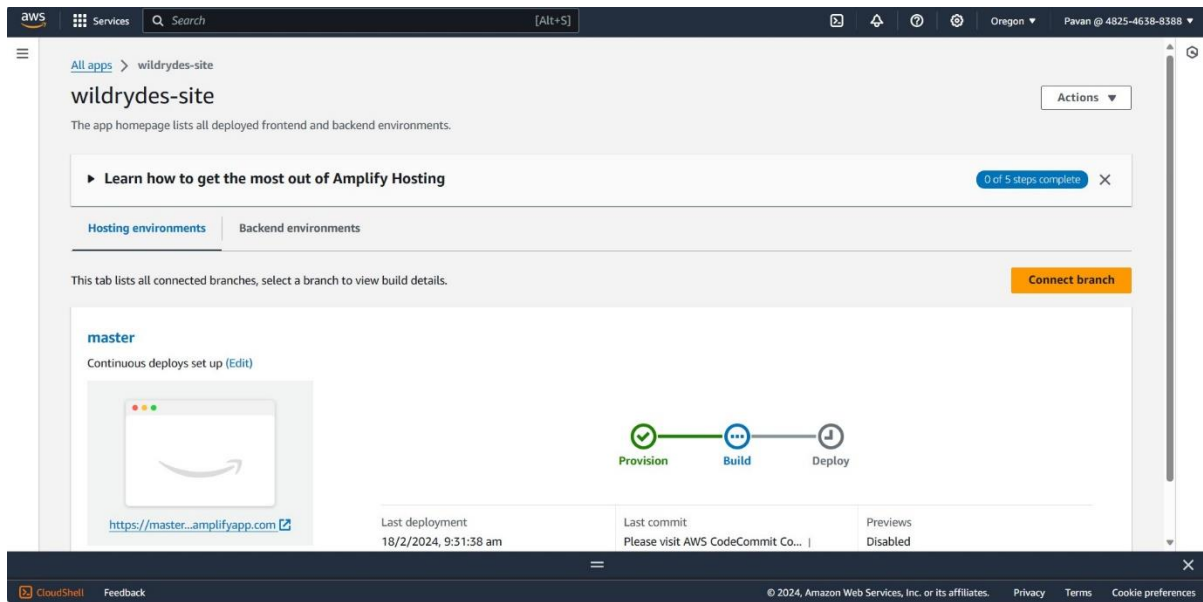 aws Services Search [Alt+S] Oregon ▼ Pavan @ 4825-4638-8388 ▼
All apps > wildrydes-site
wildrydes-site
Actions ▼
The app homepage lists all deployed frontend and backend environments.
▶ Learn how to get the most out of Amplify Hosting 0 of 5 steps complete
Hosting environments Backend environments
This tab lists all connected branches, select a branch to view build details. Connect branch
master
Continuous deploys set up (Edit)
Provision Build Deploy
https://master...amplifyapp.com
Last deployment Last commit Previews
18/2/2024, 9:31:38 am Please visit AWS CodeCommit Co... | Disabled
CloudShell Feedback © 2024, Amazon Web Services, Inc. or its affiliates. Privacy Terms Cookie preferences